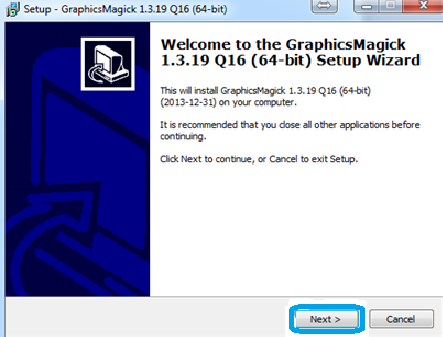 Setup - GraphicsMagick 1.3.19 Q16 (64-bit)
Welcome to the GraphicsMagick
1.3.19 Q16 (64-bit) Setup Wizard
This will install GraphicsMagick 1.3.19 Q16 (64-bit)
(2013-12-31) on your computer.
It is recommended that you close all other applications before
continuing.
Click Next to continue, or Cancel to exit Setup.
Next >
Cancel